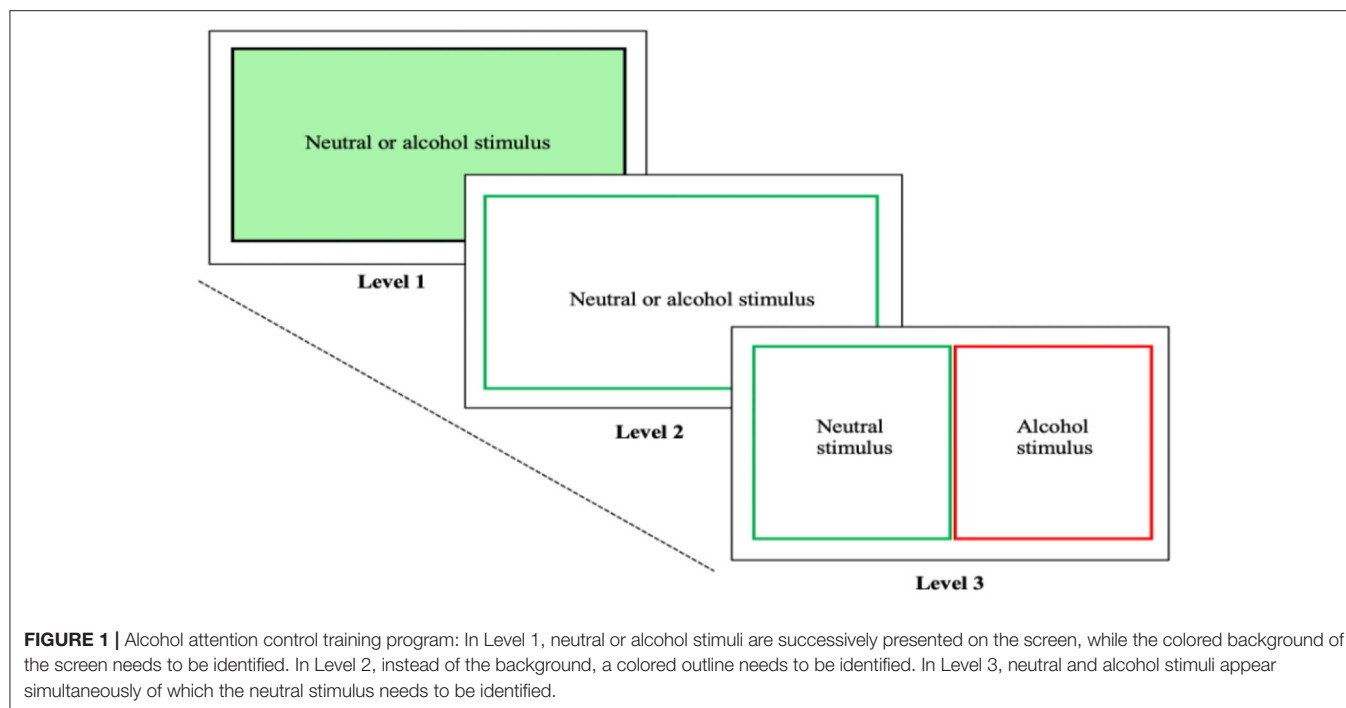 Neutral or alcohol stimulus
Level 1
Neutral or alcohol stimulus
Level 2
Neutral
stimulus
Alcohol
stimulus
Level 3
FIGURE 1 | Alcohol attention control training program: In Level 1, neutral or alcohol stimuli are successively presented on the screen, while the colored background of
the screen needs to be identified. In Level 2, instead of the background, a colored outline needs to be identified. In Level 3, neutral and alcohol stimuli appear
simultaneously of which the neutral stimulus needs to be identified.